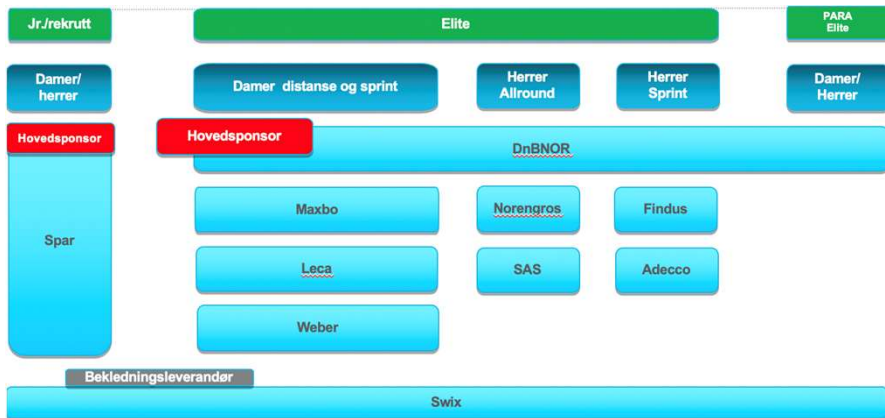 Jr./rekrutt
Elite
PARA
Elite
Damer/
herrer
Damer distanse og sprint
Herrer
Allround
Herrer
Sprint
Damer/
Herrer
Hovedsponsor
Hovedsponsor
DnBNOR
Maxbo
Norengros
Findus
Spar
Leca
SAS
Adecco
Weber
Bekledningsleverandør
Swix